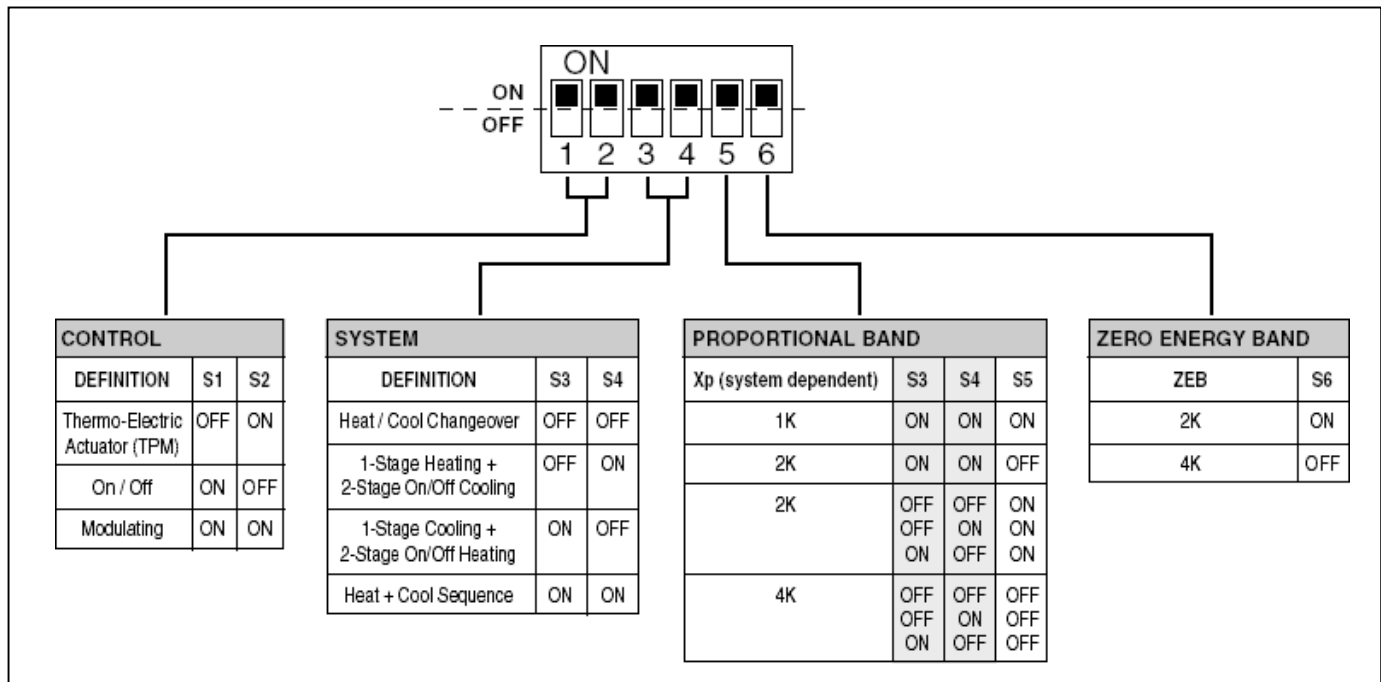 ON
ON
OFF
1 2 3 4 5 6
CONTROL
DEFINITION S1 S2
Thermo-Electric OFF ON
Actuator (TPM)
On / Off ON OFF
Modulating ON ON
SYSTEM
DEFINITION S3 S4
Heat / Cool Changeover OFF OFF
1-Stage Heating + OFF ON
2-Stage On/Off Cooling
1-Stage Cooling + ON OFF
2-Stage On/Off Heating
Heat + Cool Sequence ON ON
PROPORTIONAL BAND
Xp (system dependent) S3 S4 S5
1K ON ON ON
2K ON ON OFF
2K OFF OFF ON
OFF ON ON
ON OFF ON
4K OFF OFF OFF
OFF ON OFF
ON OFF OFF
ZERO ENERGY BAND
ZEB S6
2K ON
4K OFF